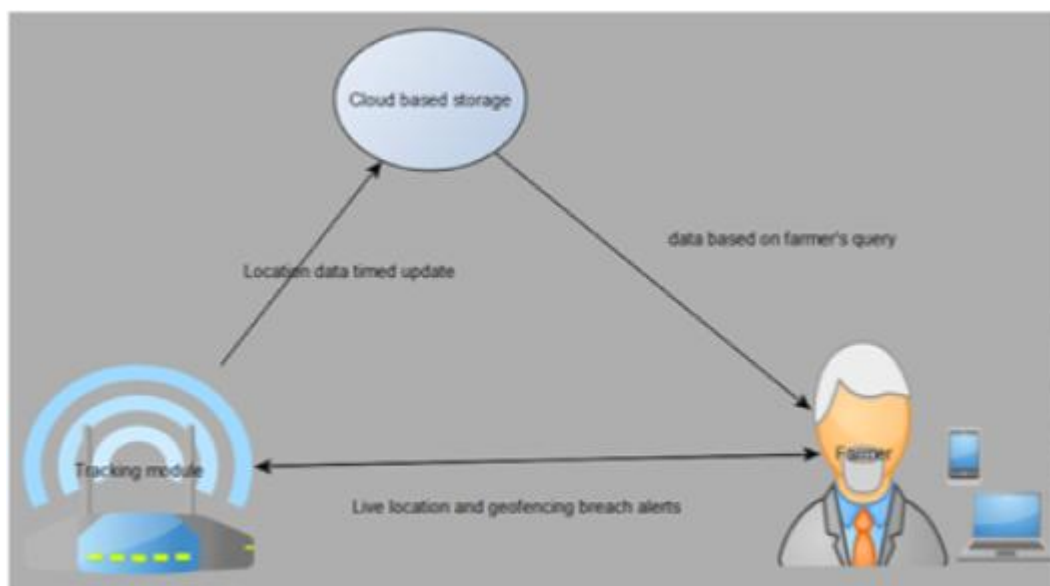 Cloud based storage
data based on farmer's query
Location data timed update
Farmer
Tracking module
Live location and geofencing breach alerts